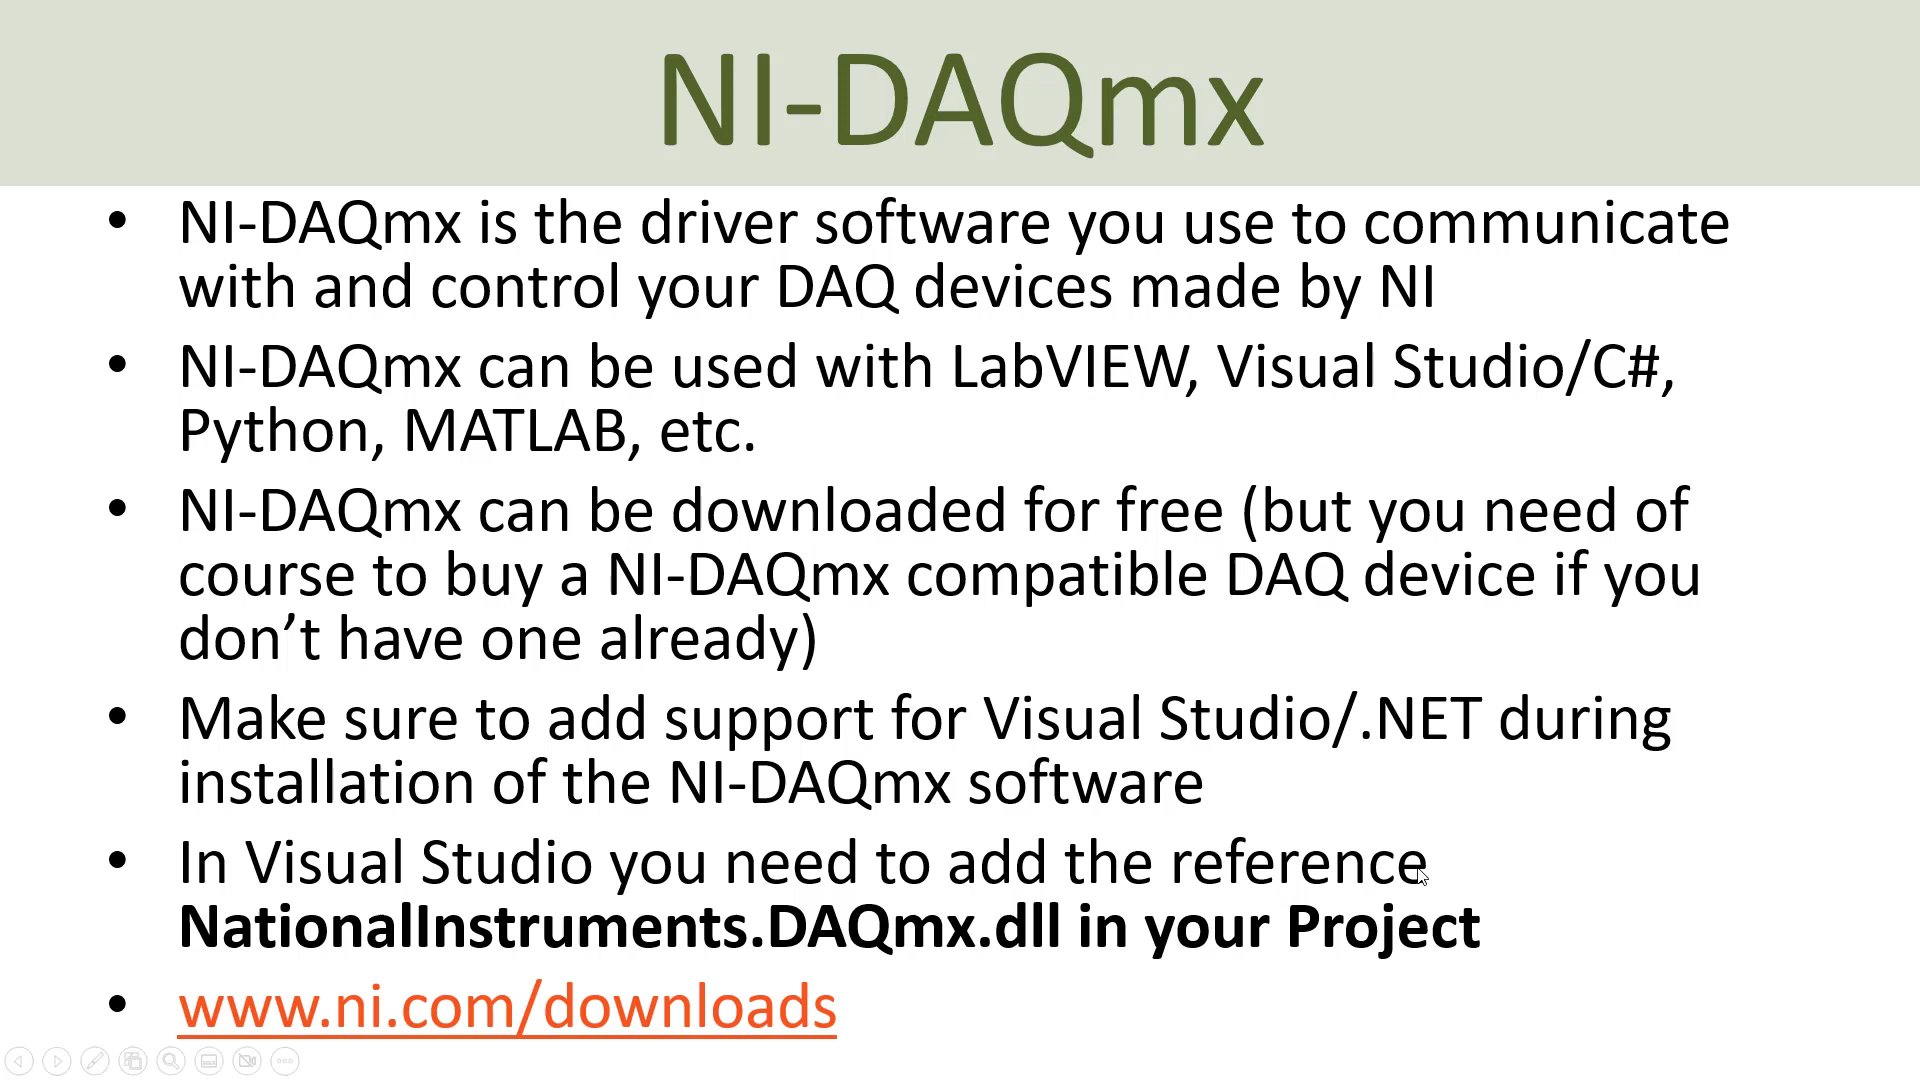 NI-DAQmx
• NI-DAQmx is the driver software you use to communicate
with and control your DAQ devices made by NI
• NI-DAQmx can be used with LabVIEW, Visual Studio/C#,
Python, MATLAB, etc.
• NI-DAQmx can be downloaded for free (but you need of
course to buy a NI-DAQmx compatible DAQ device if you
don’t have one already)
• Make sure to add support for Visual Studio/.NET during
installation of the NI-DAQmx software
• In Visual Studio you need to add the reference
NationalInstruments.DAQmx.dll in your Project
• www.ni.com/downloads